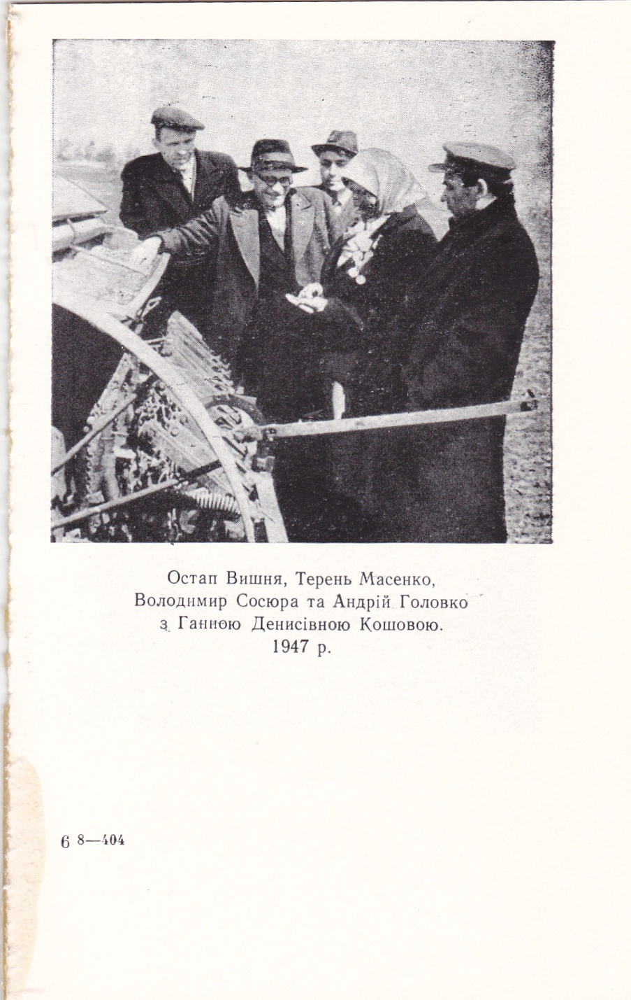 Остап Вишня, Терень Масенко,
Володимир Сосюра та Андрій Головко
з Ганною Денисівною Кошовою.
1947 р.
6 8—404